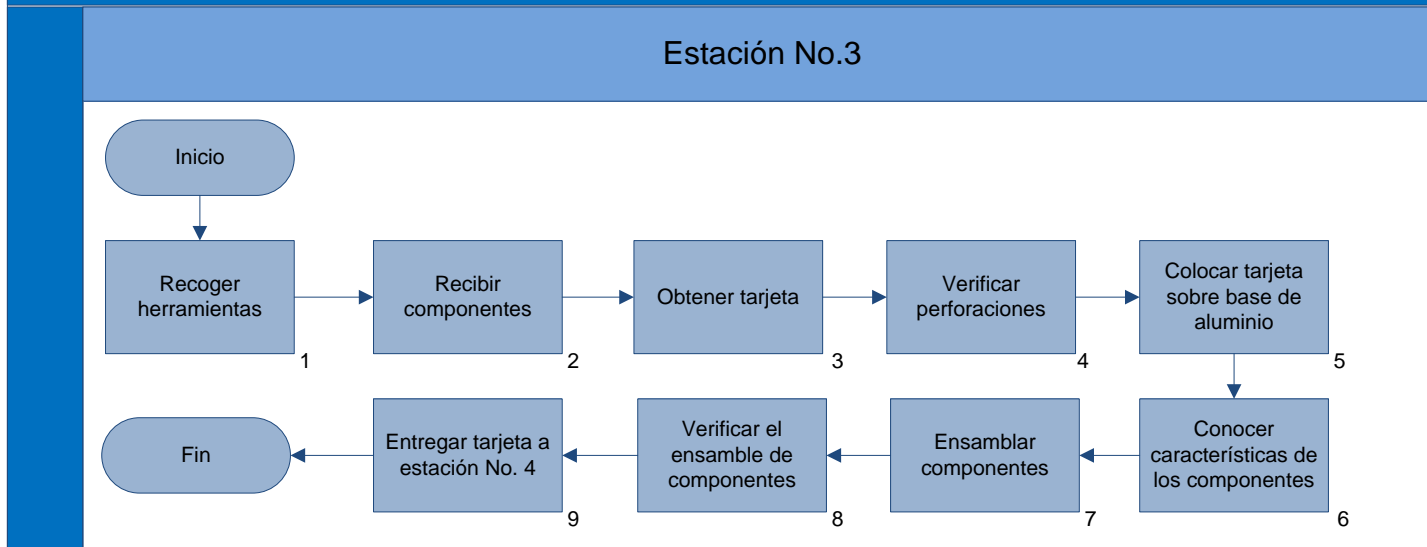 Estación No.3
Inicio
Recoger
herramientas
1
Recibir
componentes
2
Obtener tarjeta
3
Verificar
perforaciones
4
Colocar tarjeta
sobre base de
aluminio
5
Conocer
características de
los componentes
6
Ensamblar
componentes
7
Verificar el
ensamble de
componentes
8
Entregar tarjeta a
estación No. 4
9
Fin